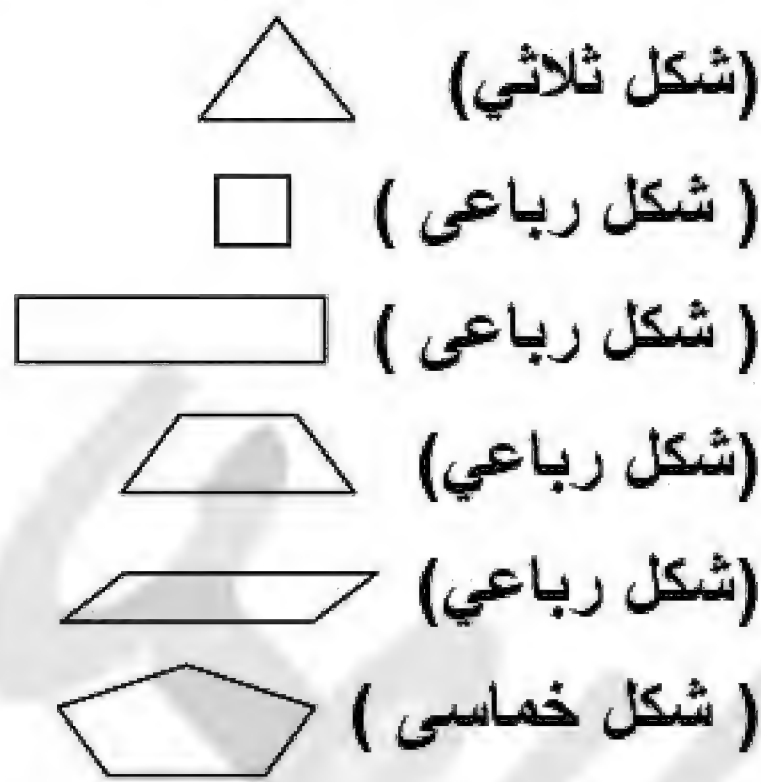 (شكل ثلاثي)
( شكل رباعى )
( شكل رباعى )
(شكل رباعي)
(شكل رباعي)
( شكل خماسى )